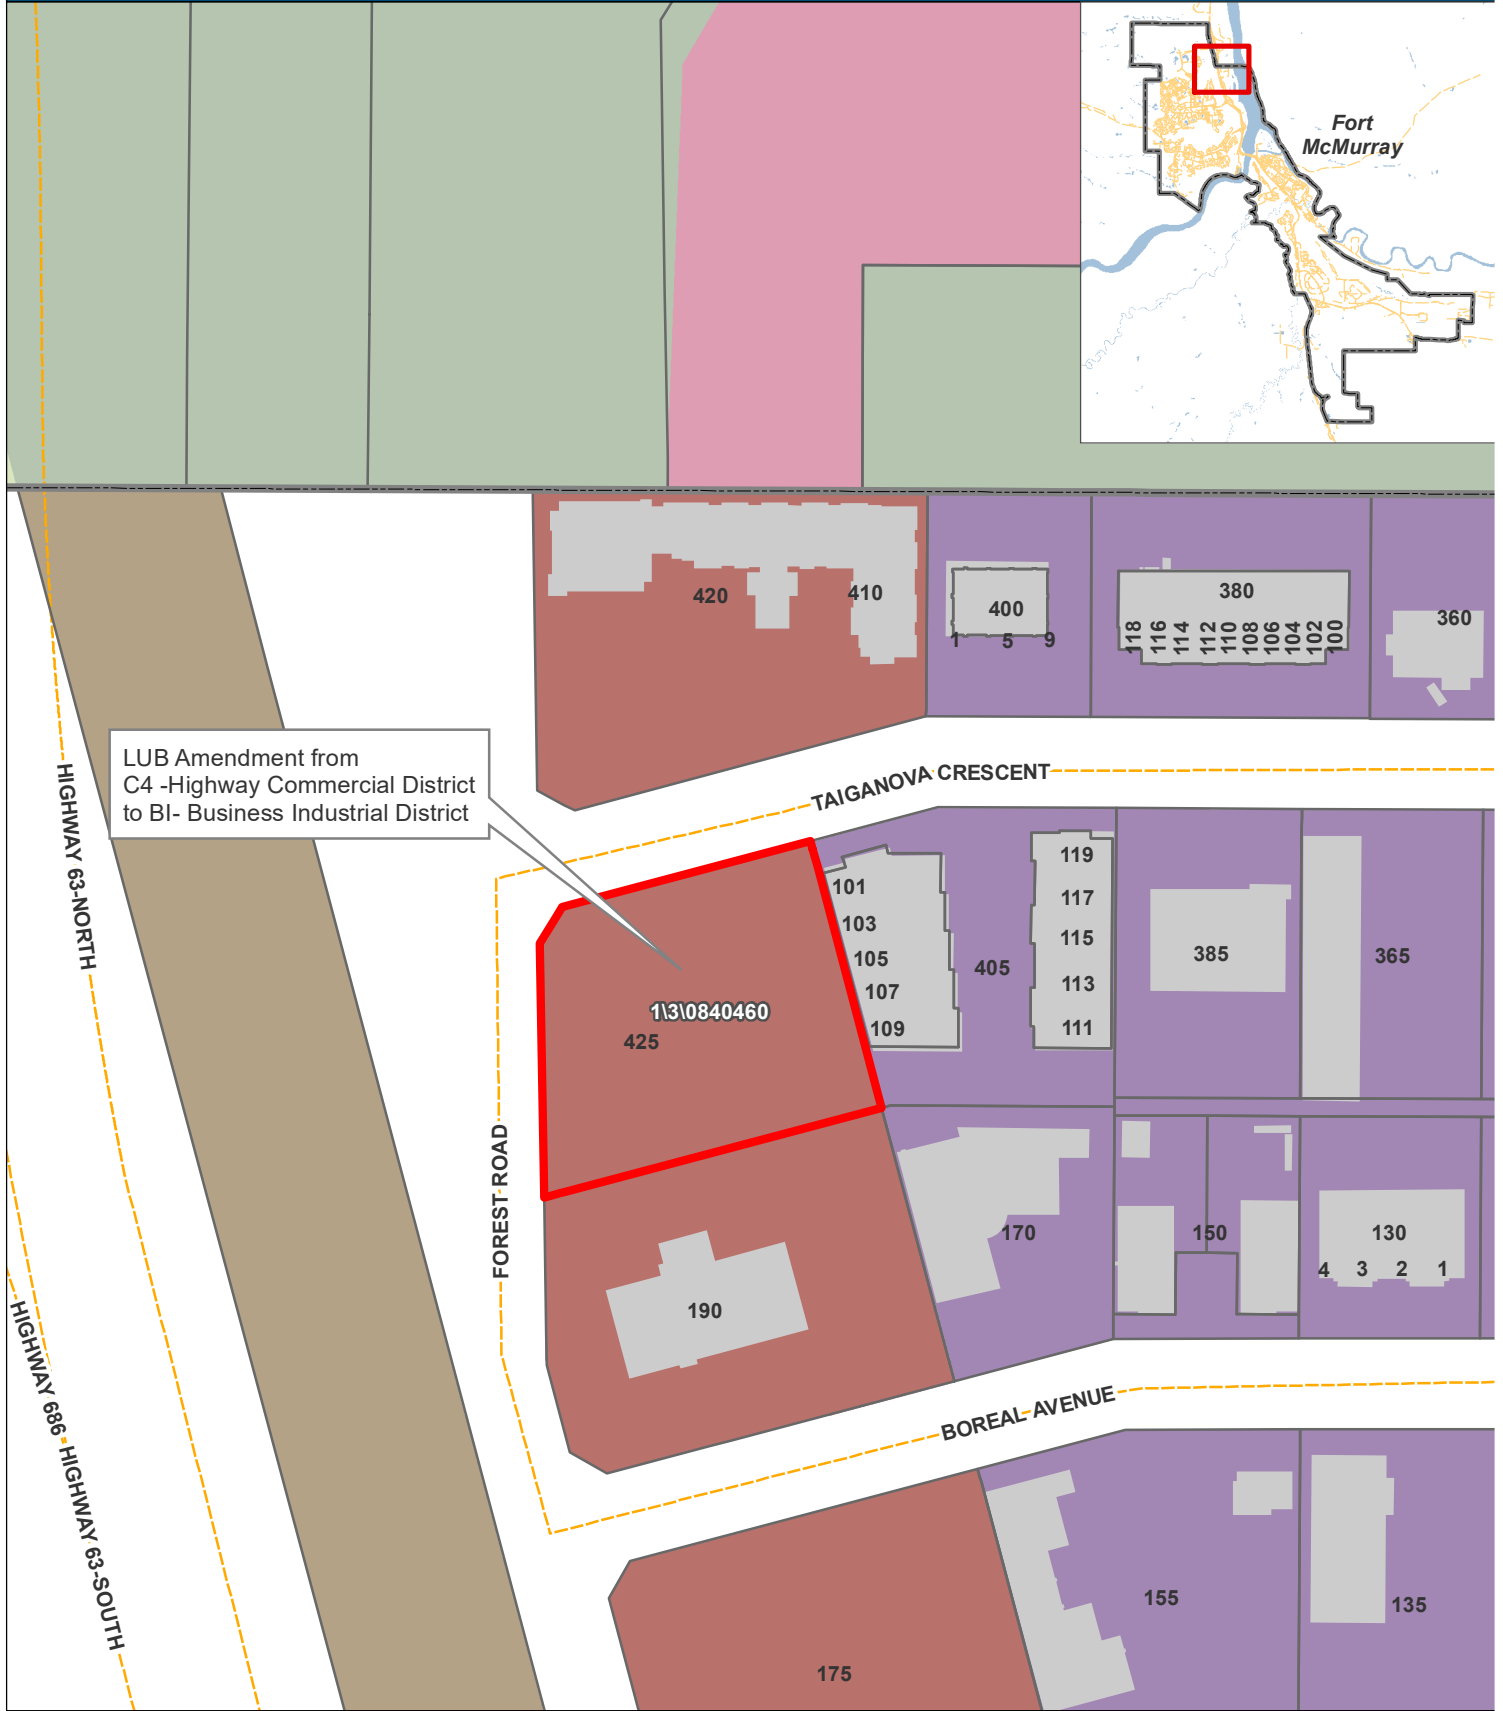 Fort
McMurray
420
410
400
1 5 9
380
118 116 114 112 110 108 106 104 102 100
360
LUB Amendment from
C4 -Highway Commercial District
to BI- Business Industrial District
TAIGANOVA CRESCENT
HIGHWAY 63-NORTH
101
103
105
107
109
405
119
117
115
113
111
385
365
1\3\0840460
425
FOREST ROAD
190
170
150
130
4 3 2 1
HIGHWAY 686 HIGHWAY 63-SOUTH
BOREAL AVENUE
155
135
175